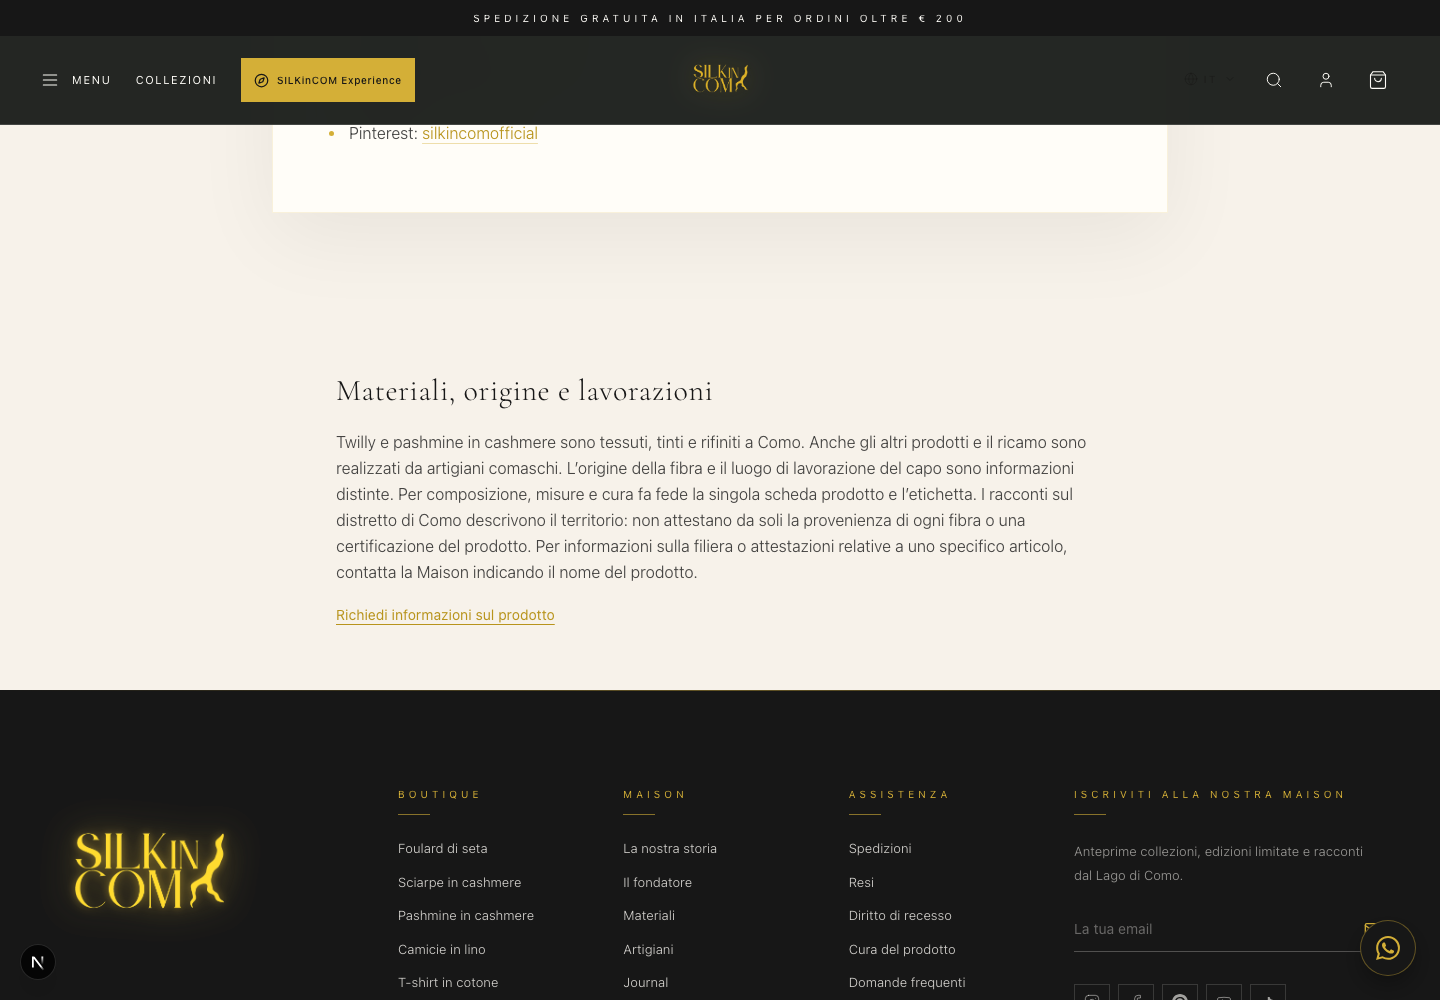 SPEDIZIONE GRATUITA IN ITALIA PER ORDINI OLTRE € 200
MENU
COLLEZIONI
SILKinCOM Experience
SILKIN
COM
IT
Pinterest: silkincomofficial
Materiali, origine e lavorazioni
Twilly e pashmine in cashmere sono tessuti, tinti e rifiniti a Como. Anche gli altri prodotti e il ricamo sono
realizzati da artigiani comaschi. L’origine della fibra e il luogo di lavorazione del capo sono informazioni
distinte. Per composizione, misure e cura fa fede la singola scheda prodotto e l’etichetta. I racconti sul
distretto di Como descrivono il territorio: non attestano da soli la provenienza di ogni fibra o una
certificazione del prodotto. Per informazioni sulla filiera o attestazioni relative a uno specifico articolo,
contatta la Maison indicando il nome del prodotto.
Richiedi informazioni sul prodotto
SILKIN
COM
BOUTIQUE
Foulard di seta
Sciarpe in cashmere
Pashmine in cashmere
Camicie in lino
T-shirt in cotone
MAISON
La nostra storia
Il fondatore
Materiali
Artigiani
Journal
ASSISTENZA
Spedizioni
Resi
Diritto di recesso
Cura del prodotto
Domande frequenti
ISCRIVITI ALLA NOSTRA MAISON
Anteprime collezioni, edizioni limitate e racconti
dal Lago di Como.
La tua email
N